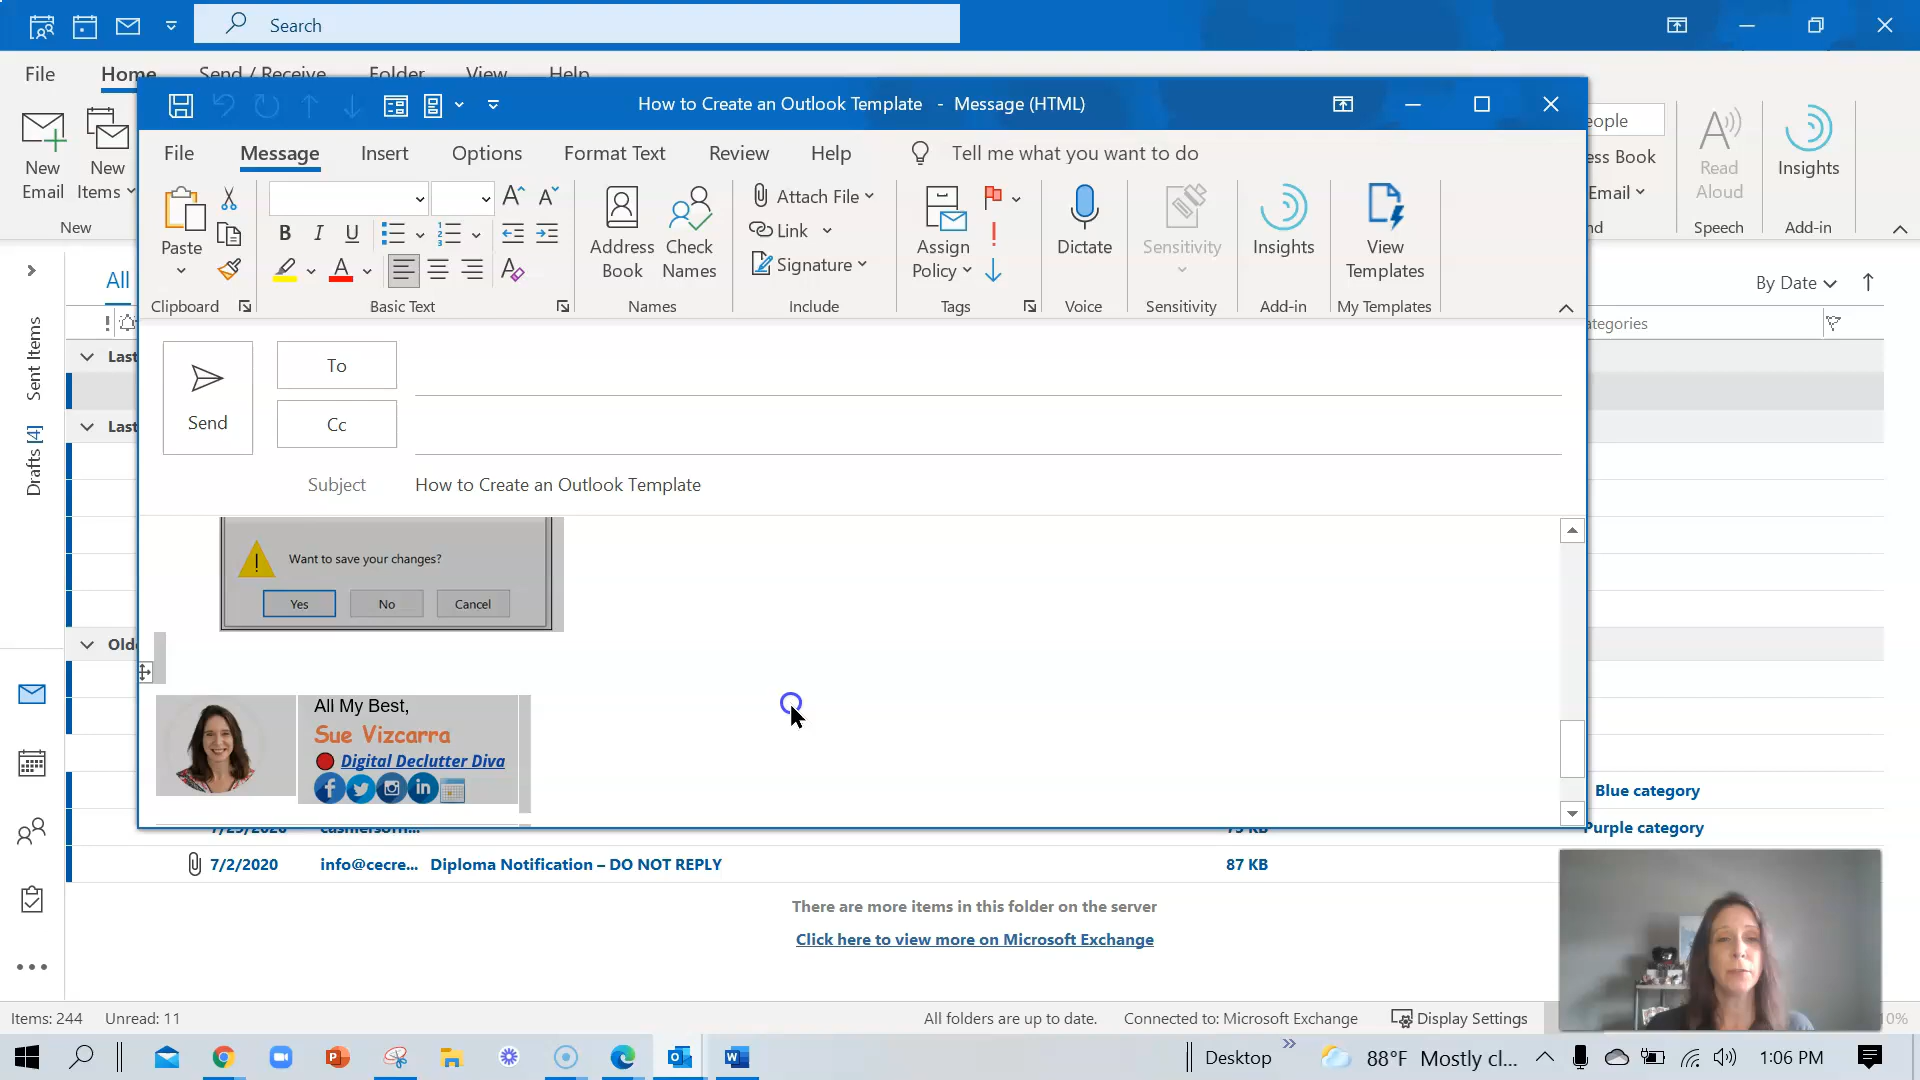 Search
File Home Send / Receive Folder View Help
How to Create an Outlook Template - Message (HTML)
File Message Insert Options Format Text Review Help Tell me what you want to do
New Email
New Items
New
Paste
Clipboard
B I U
Basic Text
Address Book
Check Names
Names
Attach File
Link
Signature
Include
Assign Policy
Tags
Dictate
Voice
Sensitivity
Sensitivity
Insights
Add-in
View Templates
My Templates
Read Aloud
Speech
Insights
Add-in
All
By Date
Sent Items
Drafts [4]
Send
To
Cc
Subject How to Create an Outlook Template
Want to save your changes?
Yes No Cancel
All My Best,
Sue Vizcarra
Digital Declutter Diva
Blue category
Purple category
7/2/2020 info@cecre... Diploma Notification – DO NOT REPLY 87 KB
There are more items in this folder on the server
Click here to view more on Microsoft Exchange
Items: 244 Unread: 11 All folders are up to date. Connected to: Microsoft Exchange Display Settings
Desktop 88°F Mostly cl... 1:06 PM